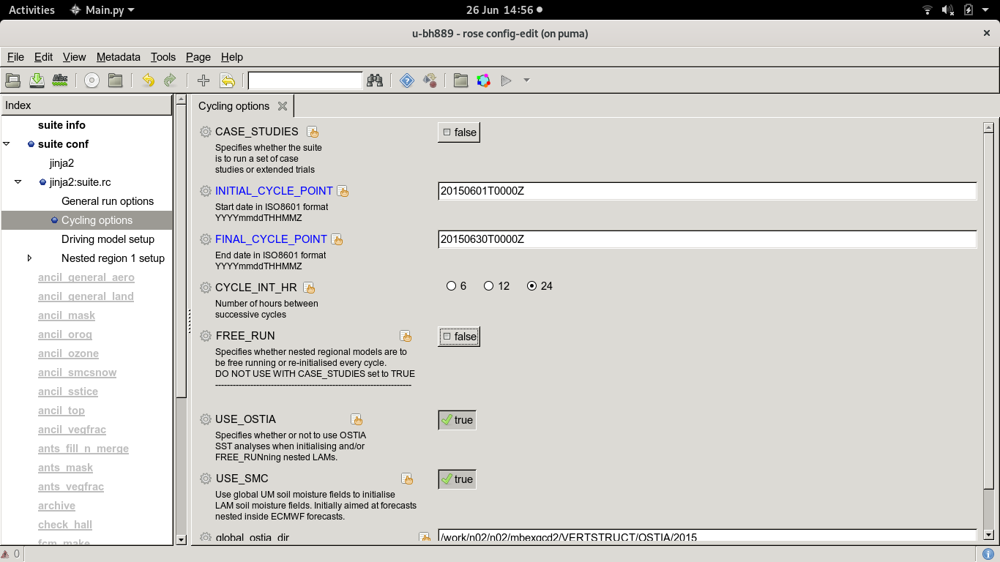 Activities Main.py 26 Jun 14:56
u-bh889 - rose config-edit (on puma)
File Edit View Metadata Tools Page Help
Abc
Index
suite info
suite conf
jinja2
jinja2:suite.rc
General run options
Cycling options
Driving model setup
Nested region 1 setup
ancil_general_aero
ancil_general_land
ancil_mask
ancil_orog
ancil_ozone
ancil_smcsnow
ancil_sstice
ancil_top
ancil_vegfrac
ants_fill_n_merge
ants_mask
ants_vegfrac
archive
check_hall
fcm_make
Cycling options
CASE_STUDIES false
Specifies whether the suite
is to run a set of case
studies or extended trials
INITIAL_CYCLE_POINT 20150601T0000Z
Start date in ISO8601 format
YYYYmmddTHHMMZ
FINAL_CYCLE_POINT 20150630T0000Z
End date in ISO8601 format
YYYYmmddTHHMMZ
CYCLE_INT_HR 6 12 24
Number of hours between
successive cycles
FREE_RUN false
Specifies whether nested regional models are to
be free running or re-initialised every cycle.
DO NOT USE WITH CASE_STUDIES set to TRUE
-------------------------------------------------------------------
USE_OSTIA true
Specifies whether or not to use OSTIA
SST analyses when initialising and/or
FREE_RUNning nested LAMs.
USE_SMC true
Use global UM soil moisture fields to initialise
LAM soil moisture fields. Initially aimed at forecasts
nested inside ECMWF forecasts.
global_ostia_dir /work/n02/n02/mbexgcd2/VERTSTRUCT/OSTIA/2015
0